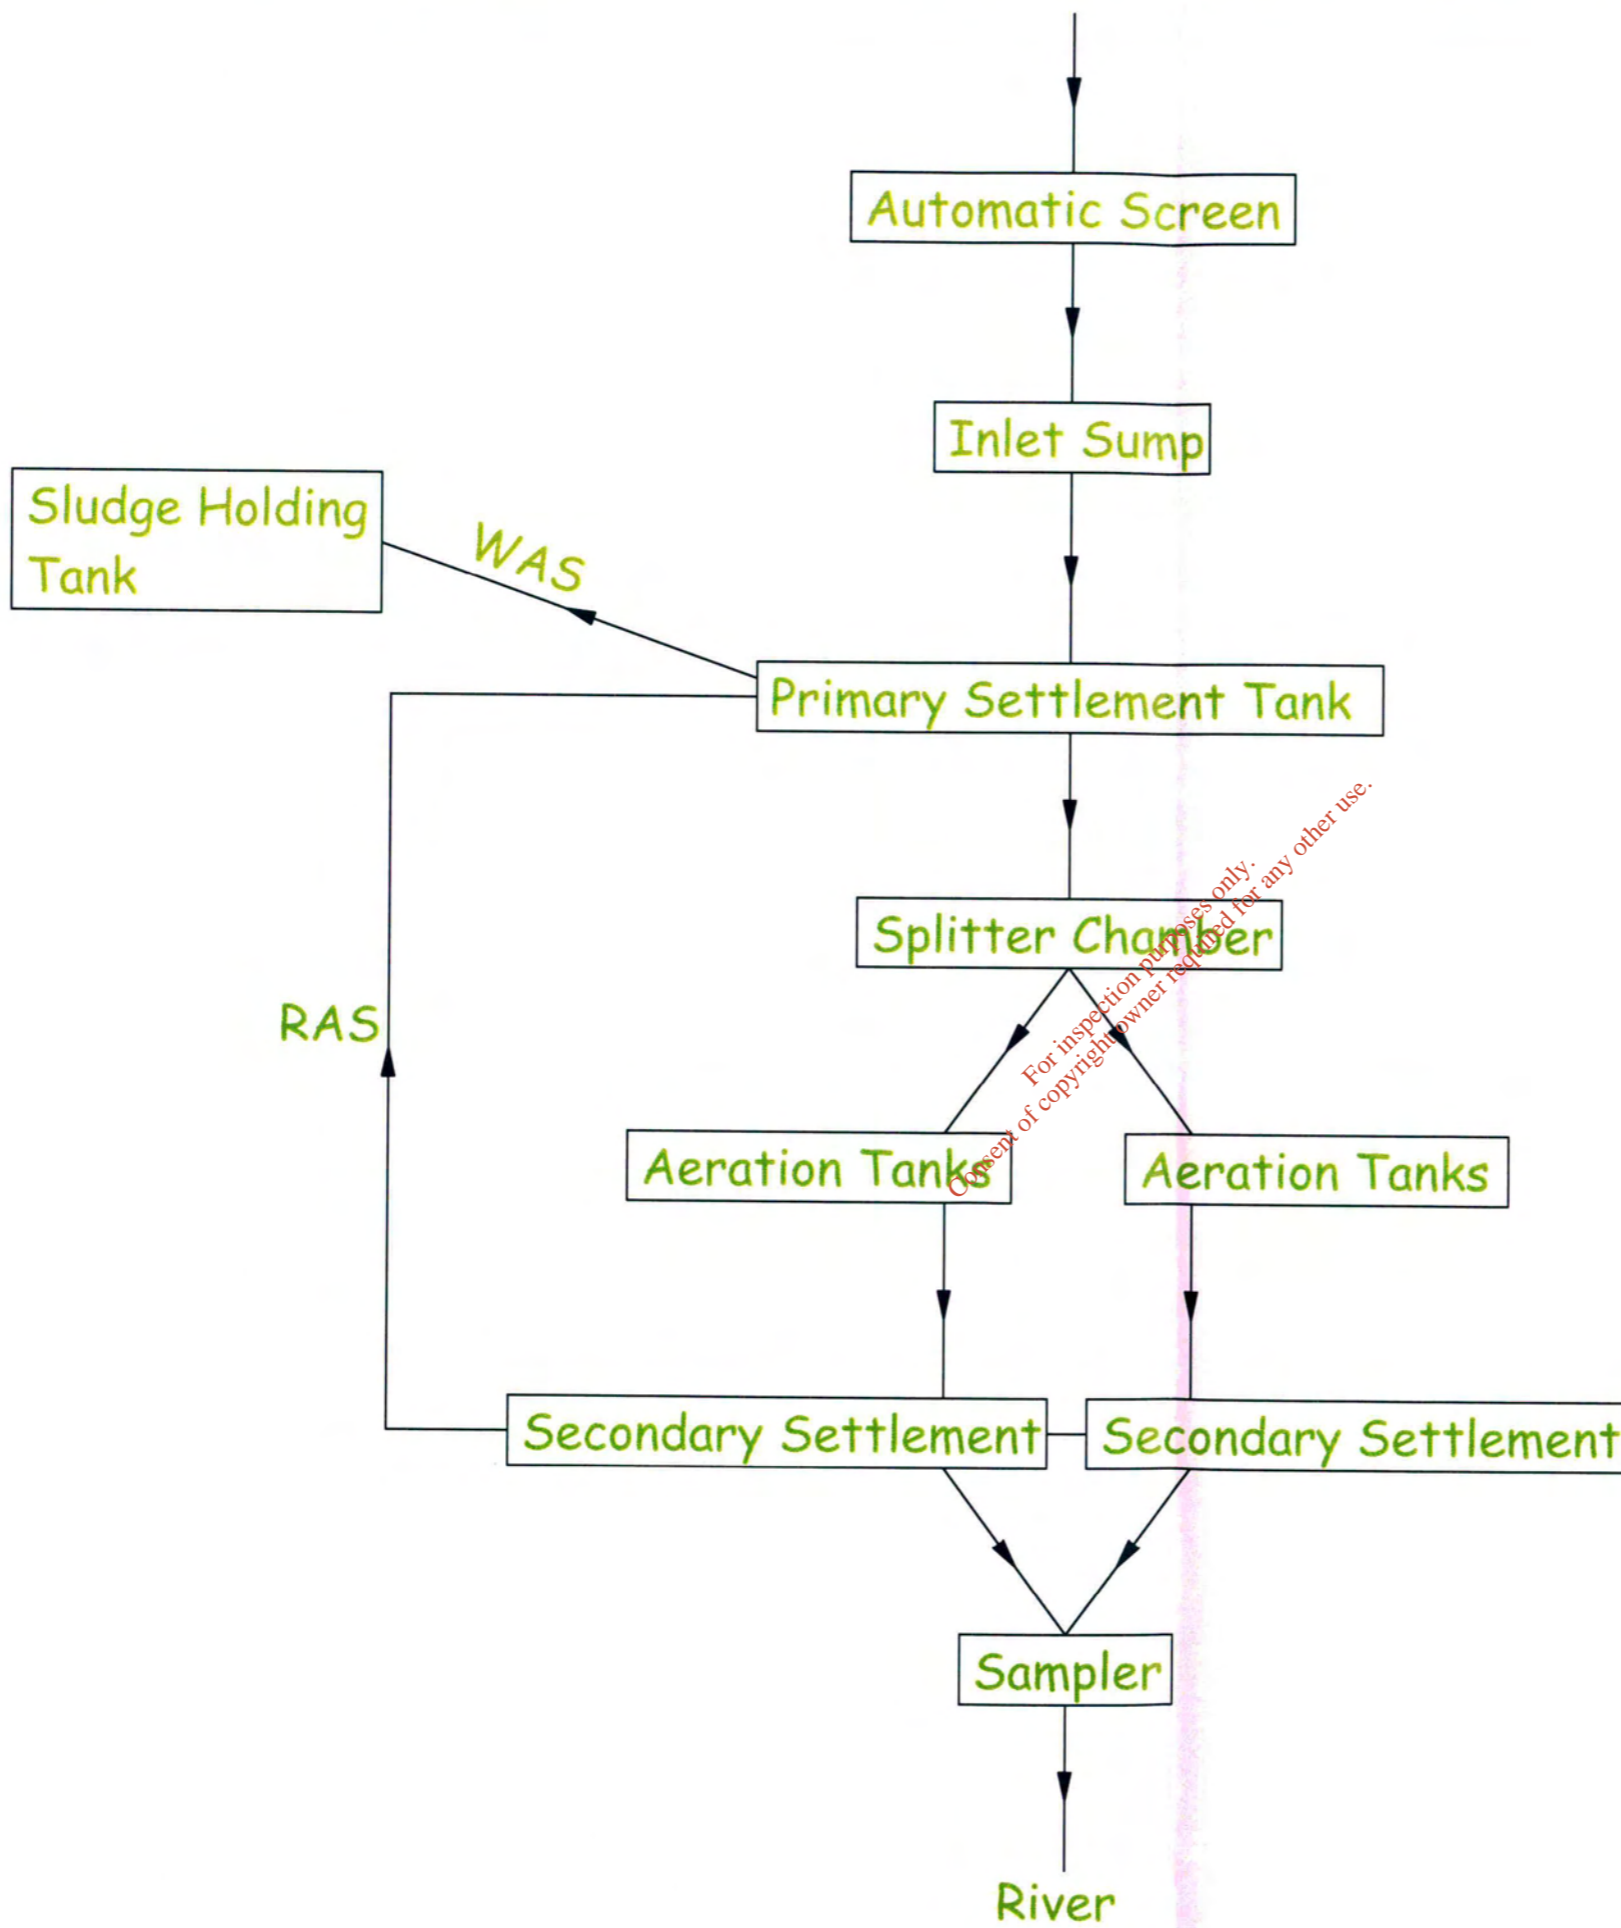 Automatic Screen
Inlet Sump
Sludge Holding
Tank
WAS
Primary Settlement Tank
Splitter Chamber
RAS
Aeration Tanks
Aeration Tanks
Secondary Settlement
Secondary Settlement
Sampler
River
For inspection purposes only.
Consent of copyright owner required for any other use.